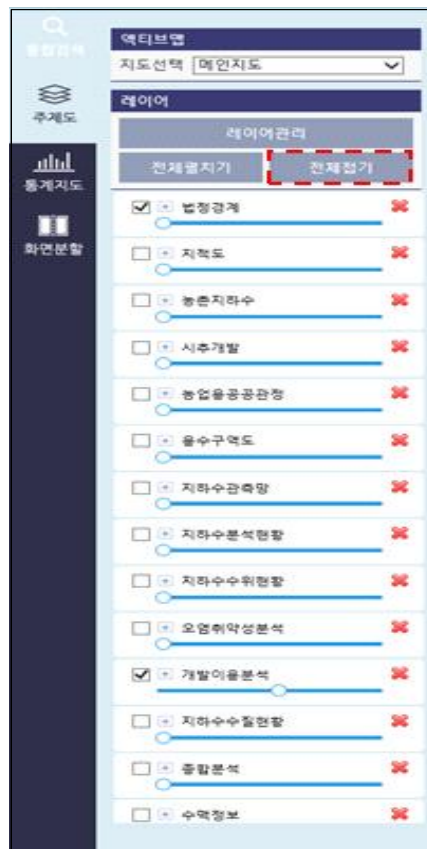 통합검색
주제도
통계지도
화면분할
액티브맵
지도선택 메인지도
레이어
레이어관리
전체펼치기 전체접기
법정경계
지적도
농촌지하수
시추개발
농업용공공관정
용수구역도
지하수관측망
지하수분석현황
지하수수위현황
오염취약성분석
개발이용분석
지하수수질현황
종합분석
수맥정보